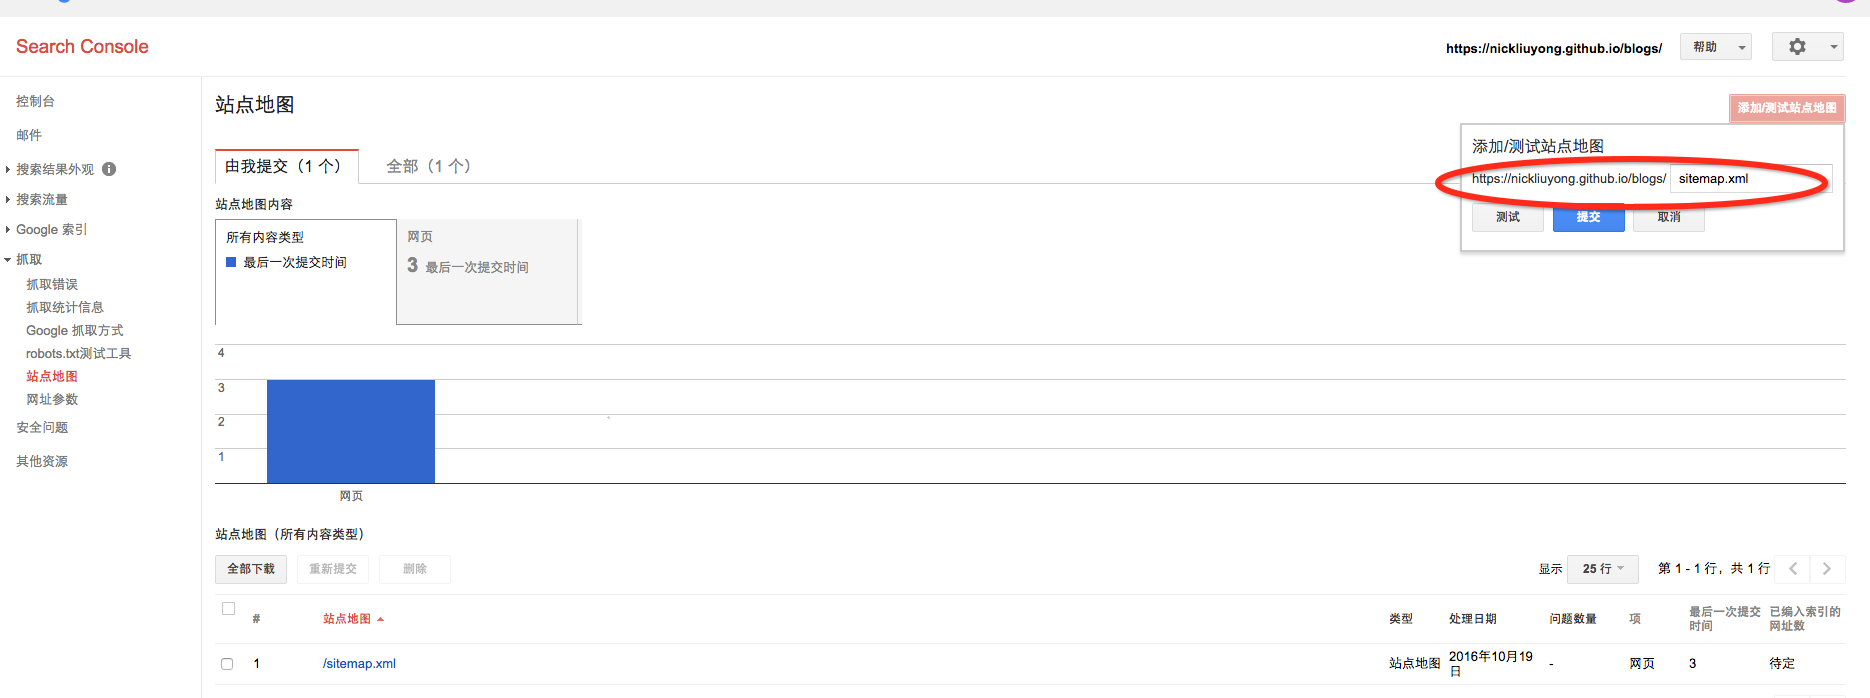 Search Console
https://nickliuyong.github.io/blogs/
帮助
控制台
邮件
搜索结果外观
搜索流量
Google 索引
抓取
抓取错误
抓取统计信息
Google 抓取方式
robots.txt测试工具
站点地图
网址参数
安全问题
其他资源
站点地图
添加/测试站点地图
添加/测试站点地图
https://nickliuyong.github.io/blogs/ sitemap.xml
测试 提交 取消
由我提交（1 个） 全部（1 个）
站点地图内容
所有内容类型
最后一次提交时间
网页
3 最后一次提交时间
4
3
2
1
网页
站点地图（所有内容类型）
全部下载 重新提交 删除
显示 25 行 第 1 - 1 行，共 1 行
# 站点地图 类型 处理日期 问题数量 项 最后一次提交时间 已编入索引的网址数
1 /sitemap.xml 站点地图 2016年10月19日 - 网页 3 待定